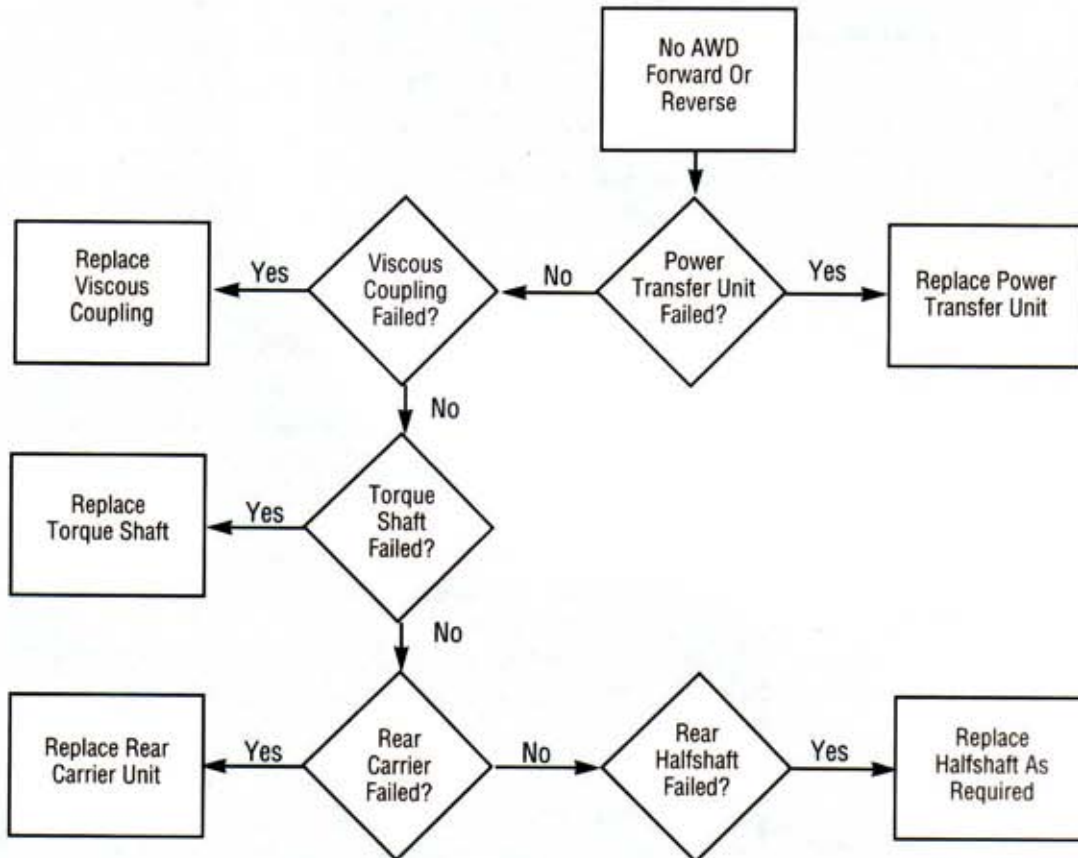 No AWD
Forward Or
Reverse
Power
Transfer Unit
Failed?
Yes
Replace Power
Transfer Unit
No
Viscous
Coupling
Failed?
Yes
Replace
Viscous
Coupling
No
Torque
Shaft
Failed?
Yes
Replace
Torque Shaft
No
Rear
Carrier
Failed?
Yes
Replace Rear
Carrier Unit
No
Rear
Halfshaft
Failed?
Yes
Replace
Halfshaft As
Required